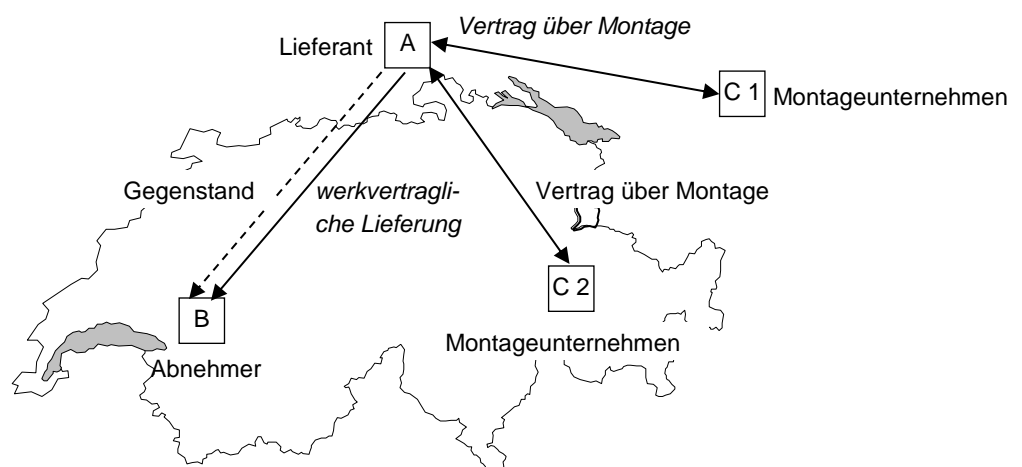 Vertrag über Montage
Lieferant
A
C 1
Montageunternehmen
Gegenstand
werkvertragli-
che Lieferung
Vertrag über Montage
C 2
B
Montageunternehmen
Abnehmer